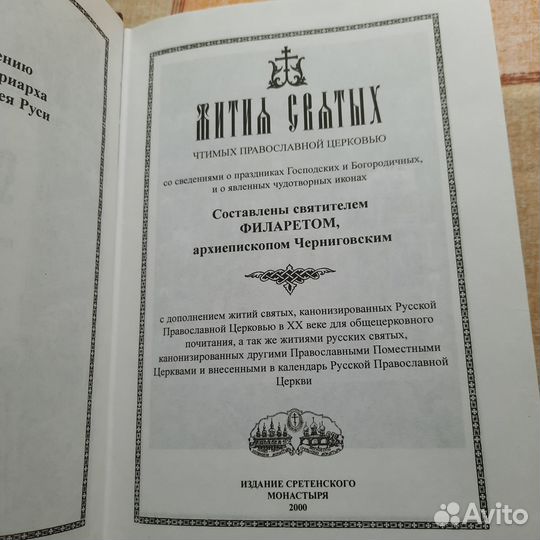 ению
риарха
ея Руси
ЖИТИЯ СВЯТЫХ
ЧТИМЫХ ПРАВОСЛАВНОЙ ЦЕРКОВЬЮ
со сведениями о праздниках Господских и Богородичных,
и о явленных чудотворных иконах
Составлены святителем
ФИЛАРЕТОМ,
архиепископом Черниговским
с дополнением житий святых, канонизированных Русской
Православной Церковью в XX веке для общецерковного
почитания, а так же житиями русских святых,
канонизированных другими Православными Поместными
Церквами и внесенными в календарь Русской Православной
Церкви
ИЗДАНИЕ СРЕТЕНСКОГО
МОНАСТЫРЯ
2000
Avito